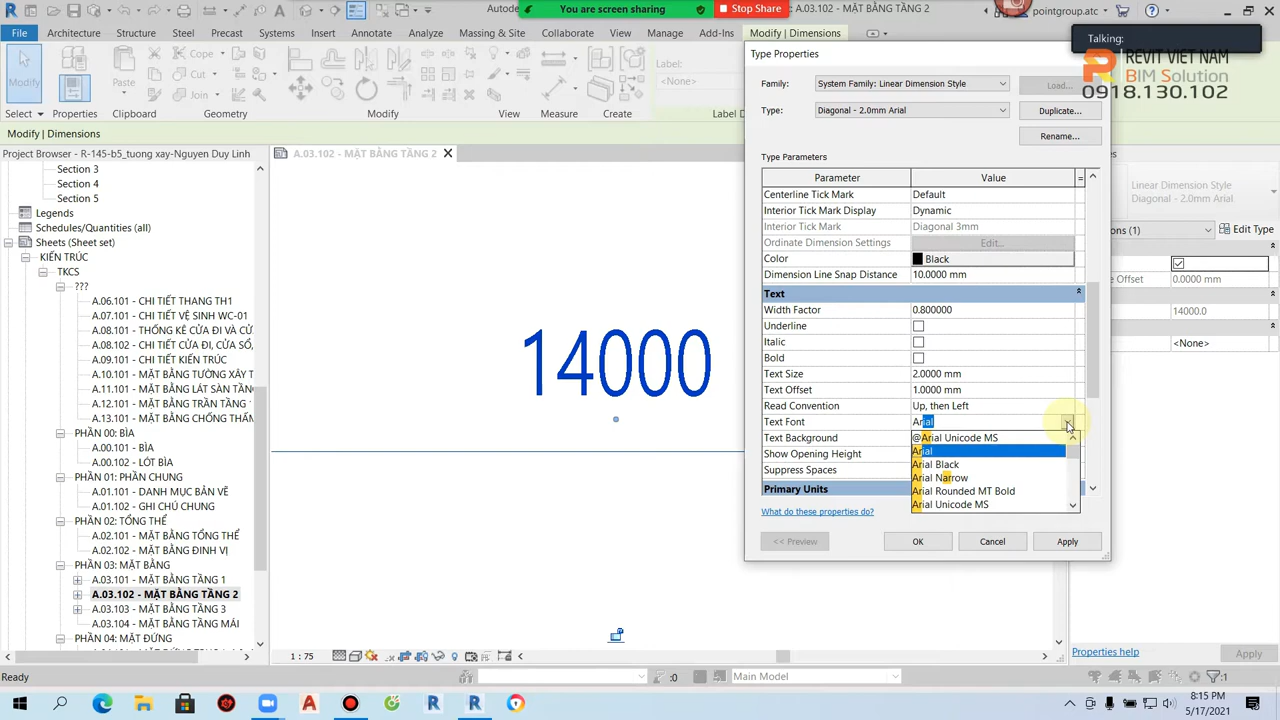 You are screen sharing
Stop Share
Autode
A.03.102 - MẶT BẰNG TẦNG 2
pointgroup.atc
File
Architecture
Structure
Steel
Precast
Systems
Insert
Annotate
Analyze
Massing & Site
Collaborate
View
Manage
Add-Ins
Modify | Dimensions
Talking:
REVIT VIET NAM
BIM Solution
0918.130.102
Modify
Paste
Cope
Cut
Join
Label:
<None>
Select
Properties
Clipboard
Geometry
Modify
View
Measure
Create
Label D
Modify | Dimensions
Project Browser - R-145-b5_tuong xay-Nguyen Duy Linh
A.03.102 - MẶT BẰNG TẦNG 2
Section 3
Section 4
Section 5
Legends
Schedules/Quantities (all)
Sheets (Sheet set)
KIẾN TRÚC
TKCS
???
A.06.101 - CHI TIẾT THANG TH1
A.07.101 - CHI TIẾT VỆ SINH WC-01
A.08.101 - THỐNG KÊ CỬA ĐI VÀ CỬ
A.08.102 - CHI TIẾT CỬA ĐI, CỬA SỔ,
A.09.101 - CHI TIẾT KIẾN TRÚC
A.10.101 - MẶT BẰNG TƯỜNG XÂY T
A.11.101 - MẶT BẰNG LÁT SÀN TẦNG
A.12.101 - MẶT BẰNG TRẦN TẦNG
A.13.101 - MẶT BẰNG CHỐNG THẤM
PHẦN 00: BÌA
A.00.101 - BÌA
A.00.102 - LÓT BÌA
PHẦN 01: PHẦN CHUNG
A.01.101 - DANH MỤC BẢN VẼ
A.01.102 - GHI CHÚ CHUNG
PHẦN 02: TỔNG THỂ
A.02.101 - MẶT BẰNG TỔNG THỂ
A.02.102 - MẶT BẰNG ĐỊNH VỊ
PHẦN 03: MẶT BẰNG
A.03.101 - MẶT BẰNG TẦNG 1
A.03.102 - MẶT BẰNG TẦNG 2
A.03.103 - MẶT BẰNG TẦNG 3
A.03.104 - MẶT BẰNG TẦNG MÁI
PHẦN 04: MẶT ĐỨNG
14000
1 : 75
Type Properties
Family:
System Family: Linear Dimension Style
Load...
Type:
Diagonal - 2.0mm Arial
Duplicate...
Rename...
Type Parameters
Parameter
Value
=
Centerline Tick Mark
Default
Interior Tick Mark Display
Dynamic
Interior Tick Mark
Diagonal 3mm
Ordinate Dimension Settings
Edit...
Color
Black
Dimension Line Snap Distance
10.0000 mm
Text
Width Factor
0.800000
Underline
Italic
Bold
Text Size
2.0000 mm
Text Offset
1.0000 mm
Read Convention
Up, then Left
Text Font
Arial
Text Background
@Arial Unicode MS
Show Opening Height
Arial
Suppress Spaces
Arial Black
Arial Narrow
Primary Units
Arial Rounded MT Bold
Arial Unicode MS
What do these properties do?
<< Preview
OK
Cancel
Apply
Linear Dimension Style
Diagonal - 2.0mm Arial
ons (1)
Edit Type
e Offset
0.0000 mm
14000.0
<None>
Properties help
Apply
Ready
:0
Main Model
:1
8:15 PM
5/17/2021